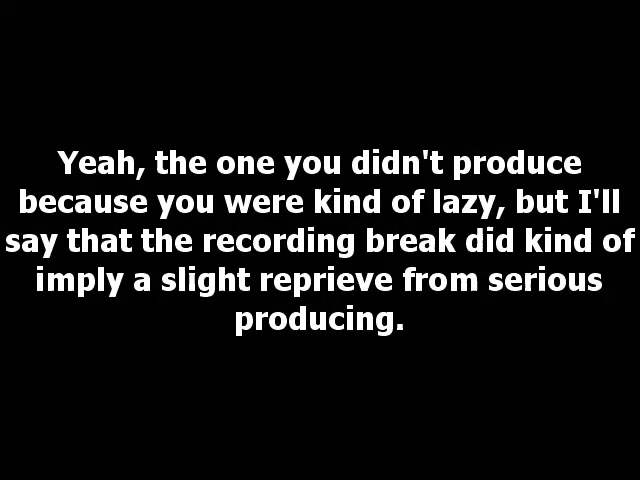 Yeah, the one you didn't produce
because you were kind of lazy, but I'll
say that the recording break did kind of
imply a slight reprieve from serious
producing.